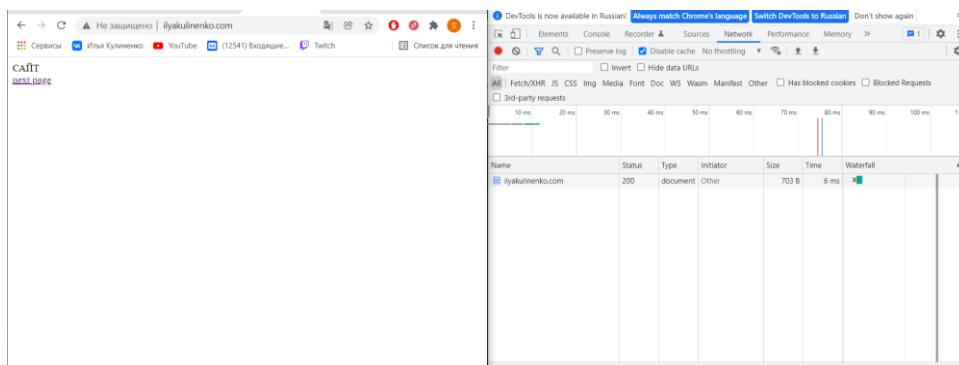 Не защищено | ilyakulinenko.com
S
Сервисы Илья Кулиненко YouTube (12541) Входящие... Twitch Список для чтения
САЙТ
next page
DevTools is now available in Russian! Always match Chrome's language Switch DevTools to Russian Don't show again
Elements Console Recorder Sources Network Performance Memory » 1
Preserve log Disable cache No throttling
Filter Invert Hide data URLs
All Fetch/XHR JS CSS Img Media Font Doc WS Wasm Manifest Other Has blocked cookies Blocked Requests
3rd-party requests
10 ms 20 ms 30 ms 40 ms 50 ms 60 ms 70 ms 80 ms 90 ms 100 ms
Name Status Type Initiator Size Time Waterfall
ilyakulinenko.com 200 document Other 703 B 6 ms